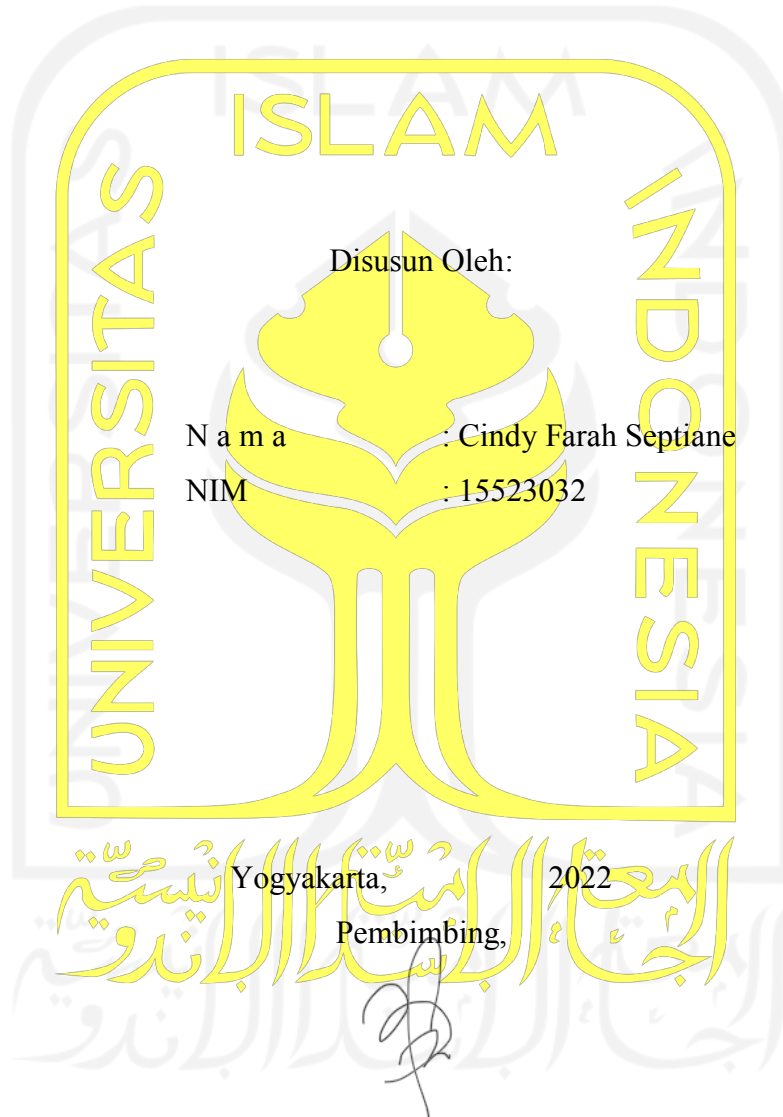 ISLAM
UNIVERSITAS
INDONESIA
Disusun Oleh:
N a m a : Cindy Farah Septiane
NIM : 15523032
Yogyakarta, 2022
Pembimbing,